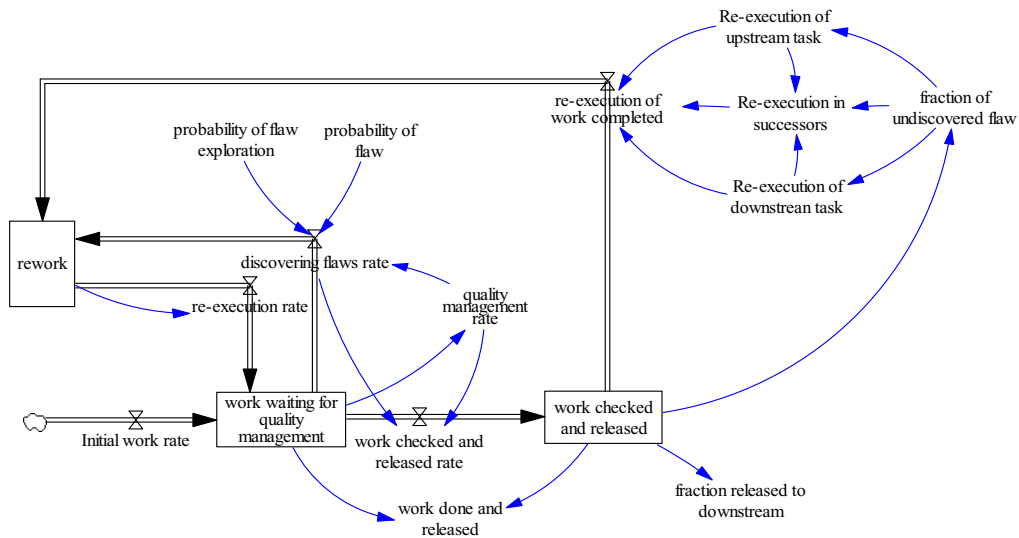 Re-execution of
upstream task
re-execution of
work completed
Re-execution in
successors
fraction of
undiscovered flaw
probability of flaw
exploration
probability of
flaw
Re-execution of
downstrean task
rework
discovering flaws rate
re-execution rate
quality
management
rate
work waiting for
quality
management
work checked
and released
Initial work rate
work checked and
released rate
fraction released to
downstream
work done and
released